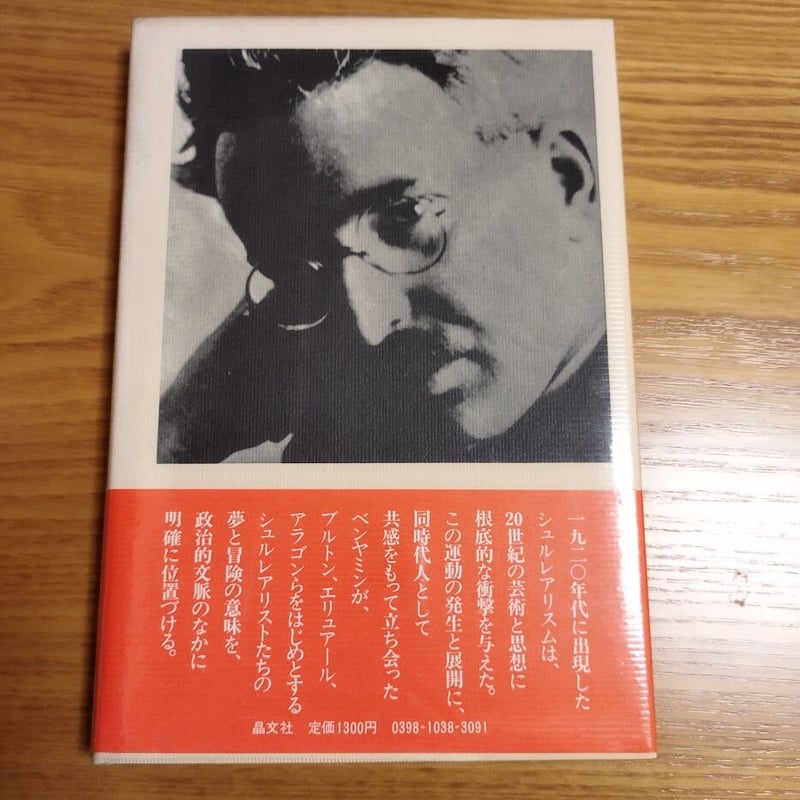 一九二〇年代に出現した
シュルレアリスムは、
20世紀の芸術と思想に
根底的な衝撃を与えた。
この運動の発生と展開に、
同時代人として
共感をもって立ち会った
ベンヤミンが、
ブルトン、エリュアール、
アラゴンらをはじめとする
シュルレアリストたちの
夢と冒険の意味を、
政治的文脈のなかに
明確に位置づける。
晶文社 定価1300円 0398-1038-3091